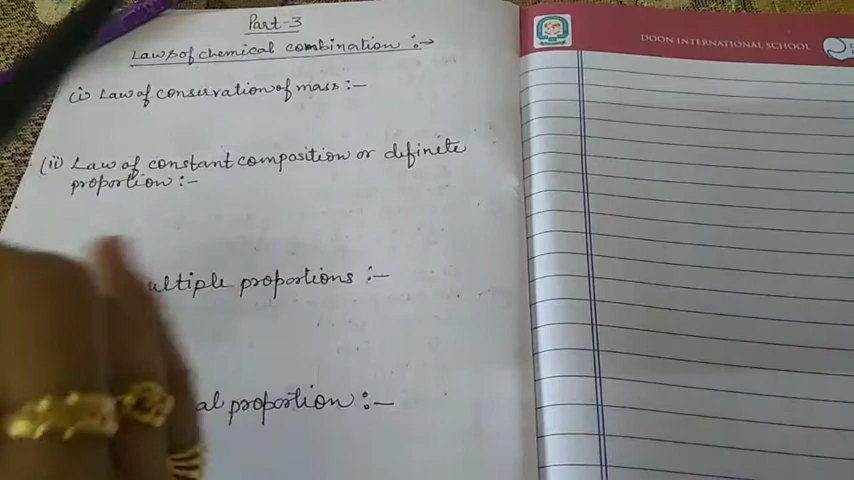 Part-3
Laws of chemical combination :→
(i) Law of conservation of mass :-
(ii) Law of constant composition or definite
proportion :-
ultiple proportions :-
al proportion :-
DOON INTERNATIONAL SCHOOL